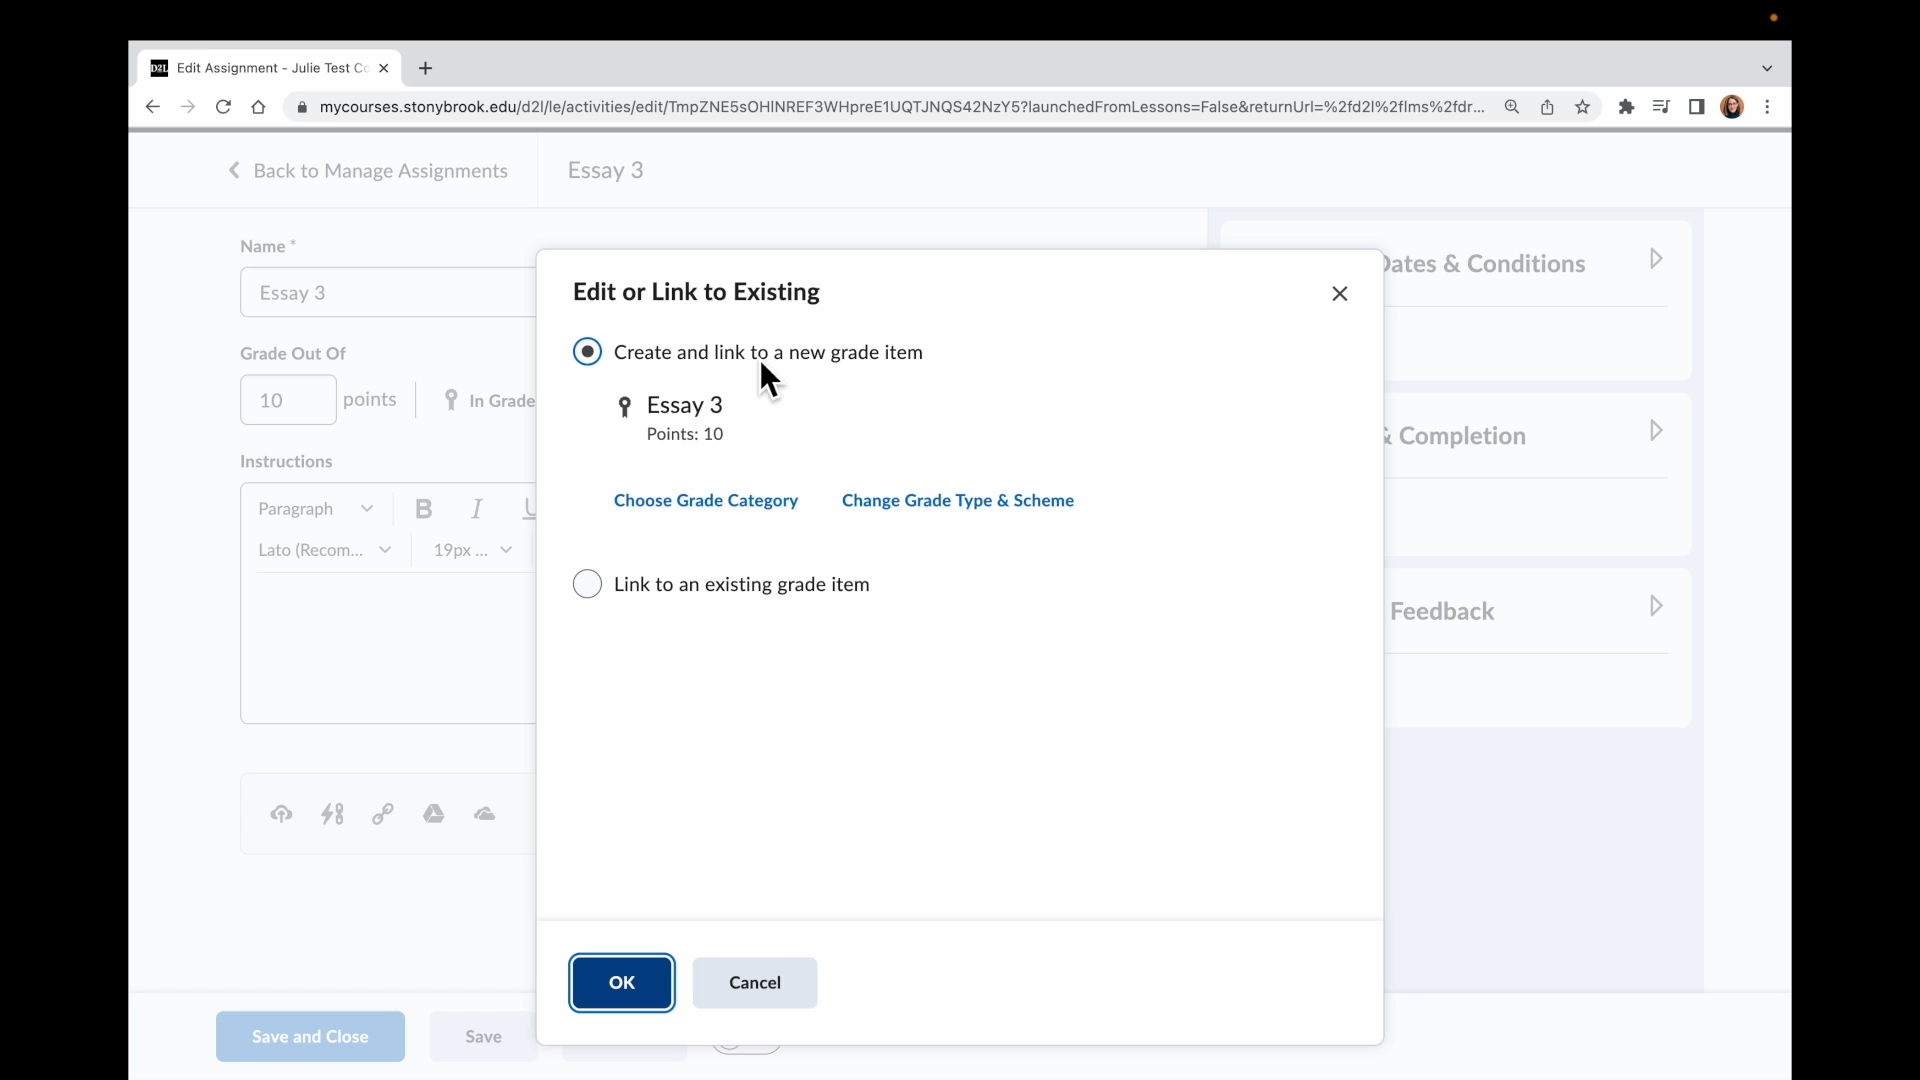 D2L Edit Assignment - Julie Test Co
mycourses.stonybrook.edu/d2l/le/activities/edit/TmpZNE5sOHlNREF3WHpreE1UQTJNQS42NzY5?launchedFromLessons=False&returnUrl=%2fd2l%2flms%2fdr...
Back to Manage Assignments
Essay 3
Name *
Essay 3
Grade Out Of
10 points In Grade
Instructions
Paragraph B I U
Lato (Recom... 19px ...
Edit or Link to Existing
Create and link to a new grade item
Essay 3
Points: 10
Choose Grade Category Change Grade Type & Scheme
Link to an existing grade item
OK Cancel
Dates & Conditions
& Completion
Feedback
Save and Close Save